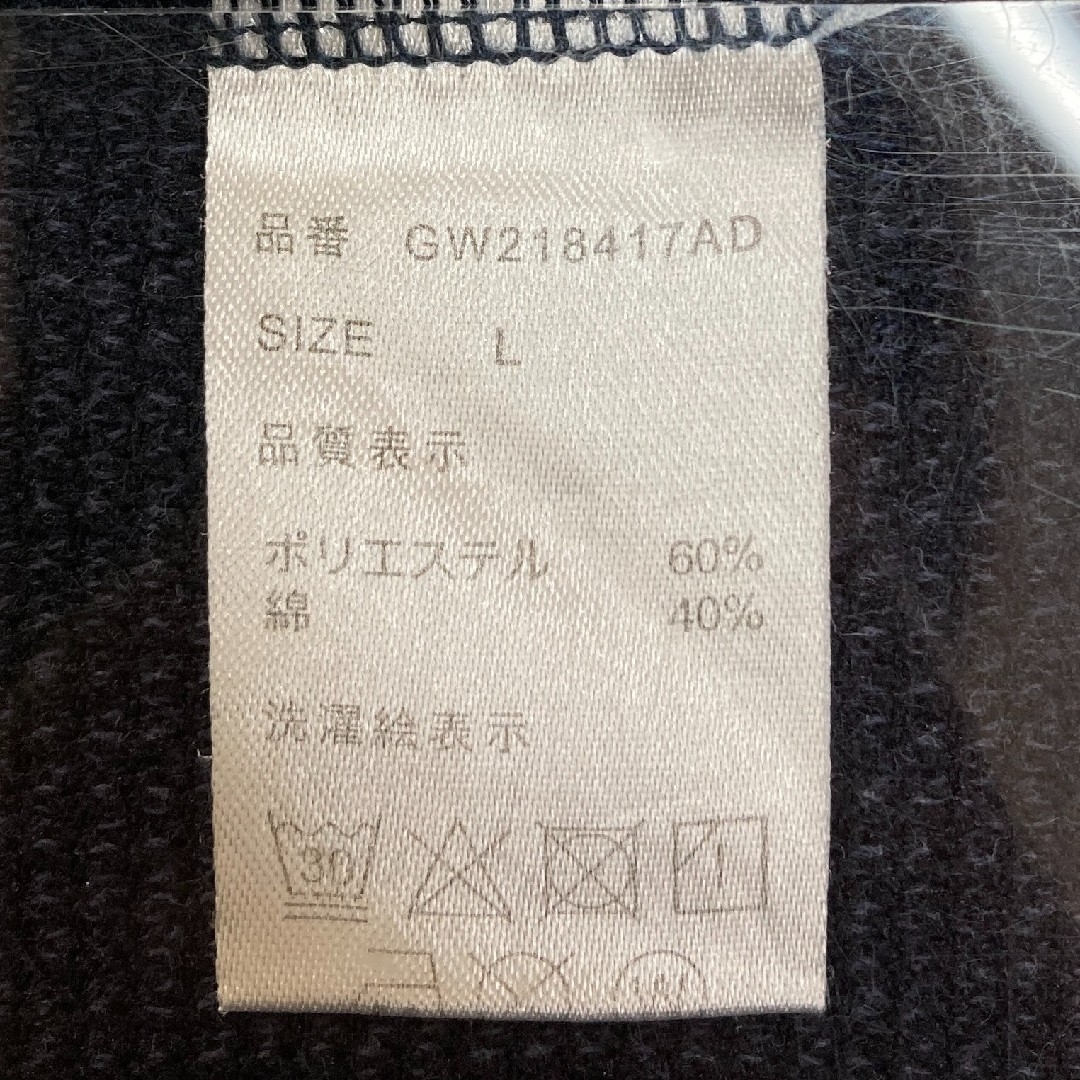 品番 GW218417AD
SIZE L
品質表示
ポリエステル 60%
綿 40%
洗濯絵表示
30